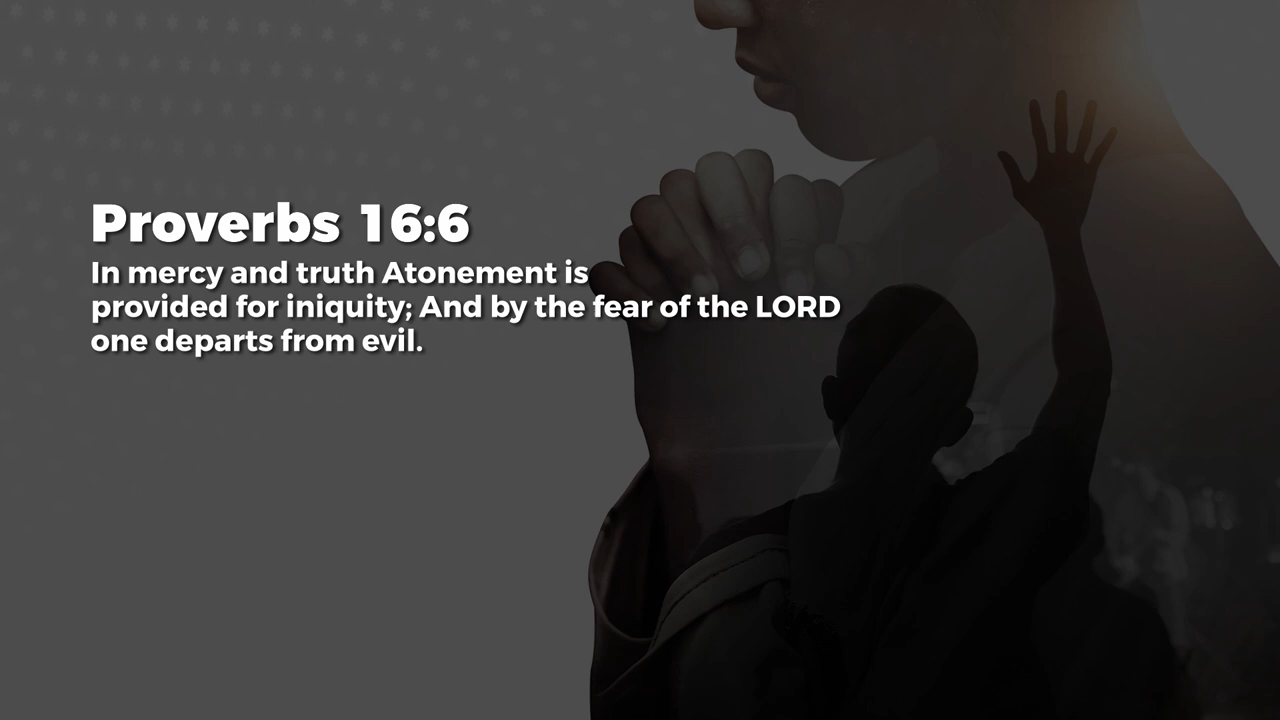 Proverbs 16:6
In mercy and truth Atonement is
provided for iniquity; And by the fear of the LORD
one departs from evil.